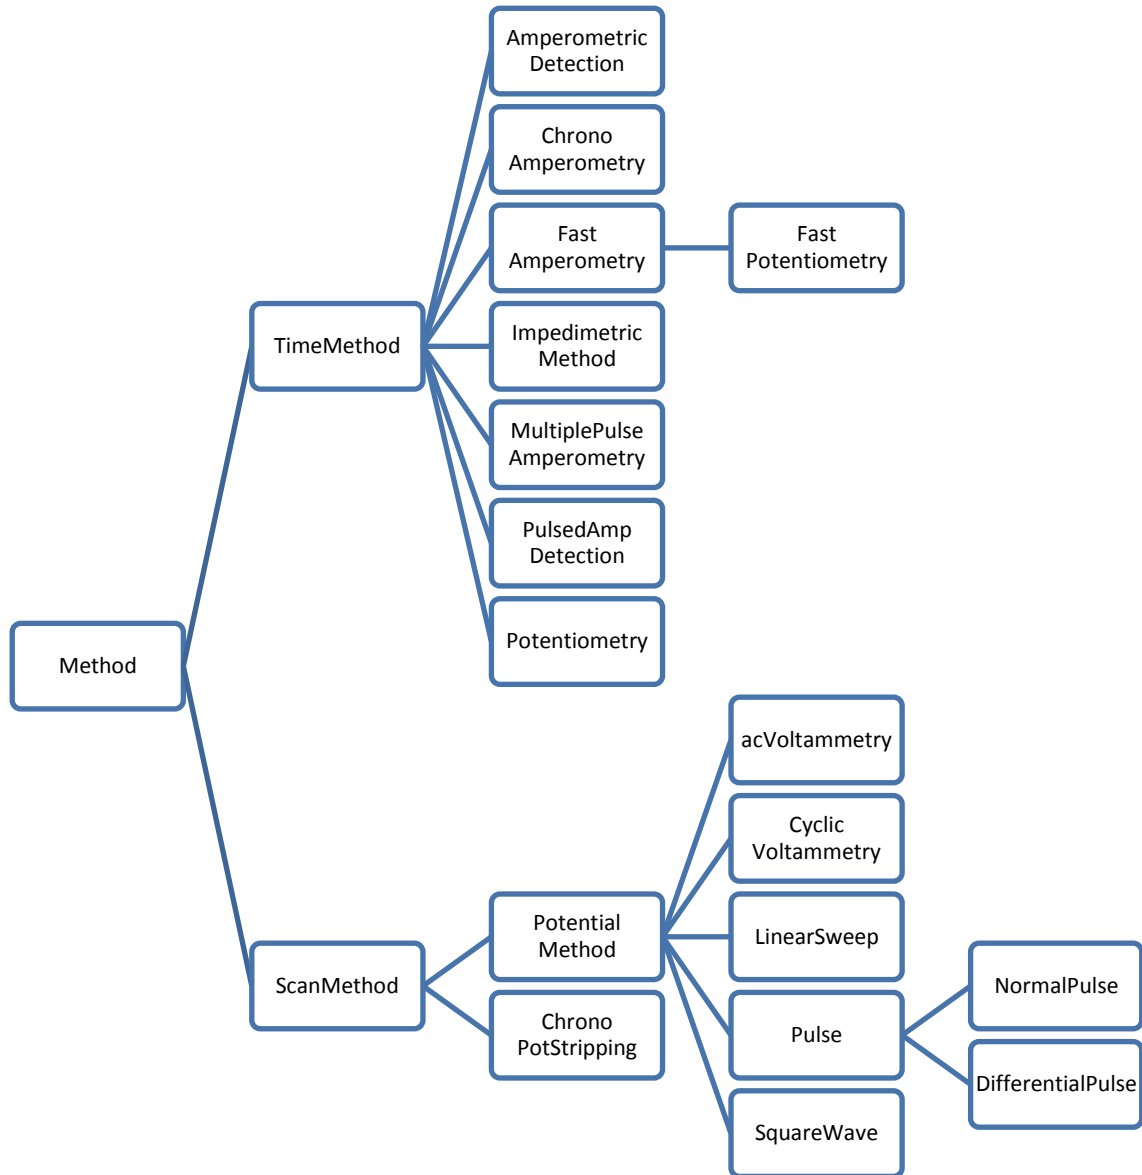 Amperometric
Detection
Chrono
Amperometry
Fast
Amperometry
Fast
Potentiometry
TimeMethod
Impedimetric
Method
MultiplePulse
Amperometry
PulsedAmp
Detection
Potentiometry
Method
acVoltammetry
Cyclic
Voltammetry
Potential
Method
LinearSweep
ScanMethod
NormalPulse
Chrono
PotStripping
Pulse
DifferentialPulse
SquareWave